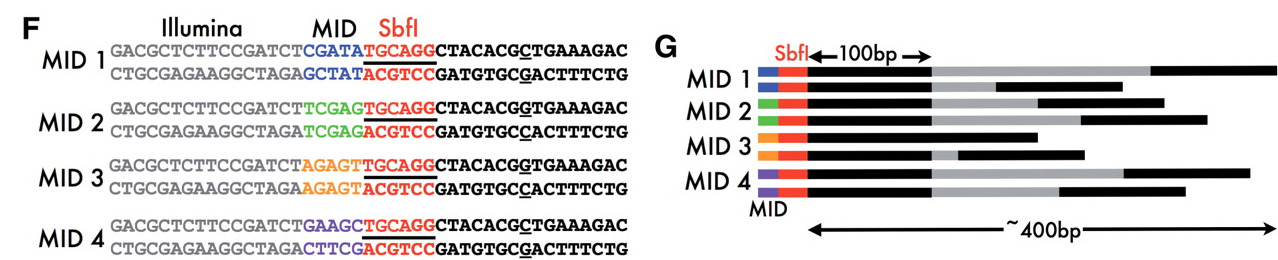 F
Illumina MID SbfI
MID 1
GACGCTCTTCCGATCTCGATATGCAGGCTACACGCTGAAAGAC
CTGCGAGAAGGCTAGAGCTATACGTCCGATGTGCGACTTTCTG
MID 2
GACGCTCTTCCGATCTTCGAGTGCAGGCTACACGGTGAAAGAC
CTGCGAGAAGGCTAGATCGAGACGTCCGATGTGCCACTTTCTG
MID 3
GACGCTCTTCCGATCTAGAGTTGCAGGCTACACGGTGAAAGAC
CTGCGAGAAGGCTAGAAGAGTACGTCCGATGTGCCACTTTCTG
MID 4
GACGCTCTTCCGATCTGAAGCTGCAGGCTACACGCTGAAAGAC
CTGCGAGAAGGCTAGACTTCGACGTCCGATGTGCGACTTTCTG
G
SbfI 100bp
MID 1
MID 2
MID 3
MID 4
MID
~400bp